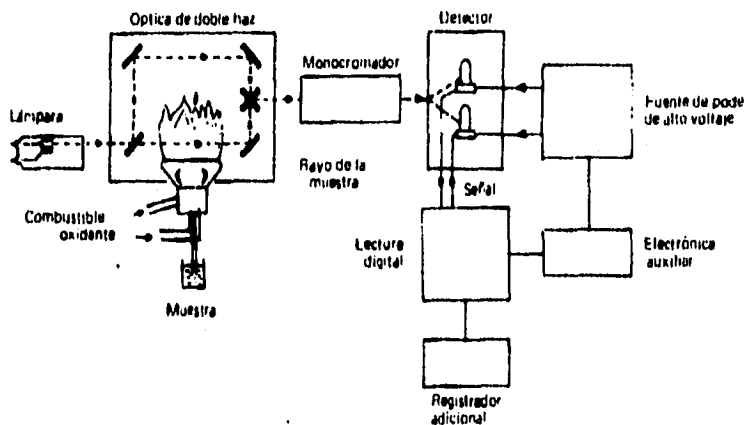 Optica de doble haz
Detector
Monocromador
Lámpara
Fuente de pode
de alto voltaje
Rayo de la
muestra
Señal
Combustible
oxidante
Lectura
digital
Electrónica
auxiliar
Muestra
Registrador
adicional